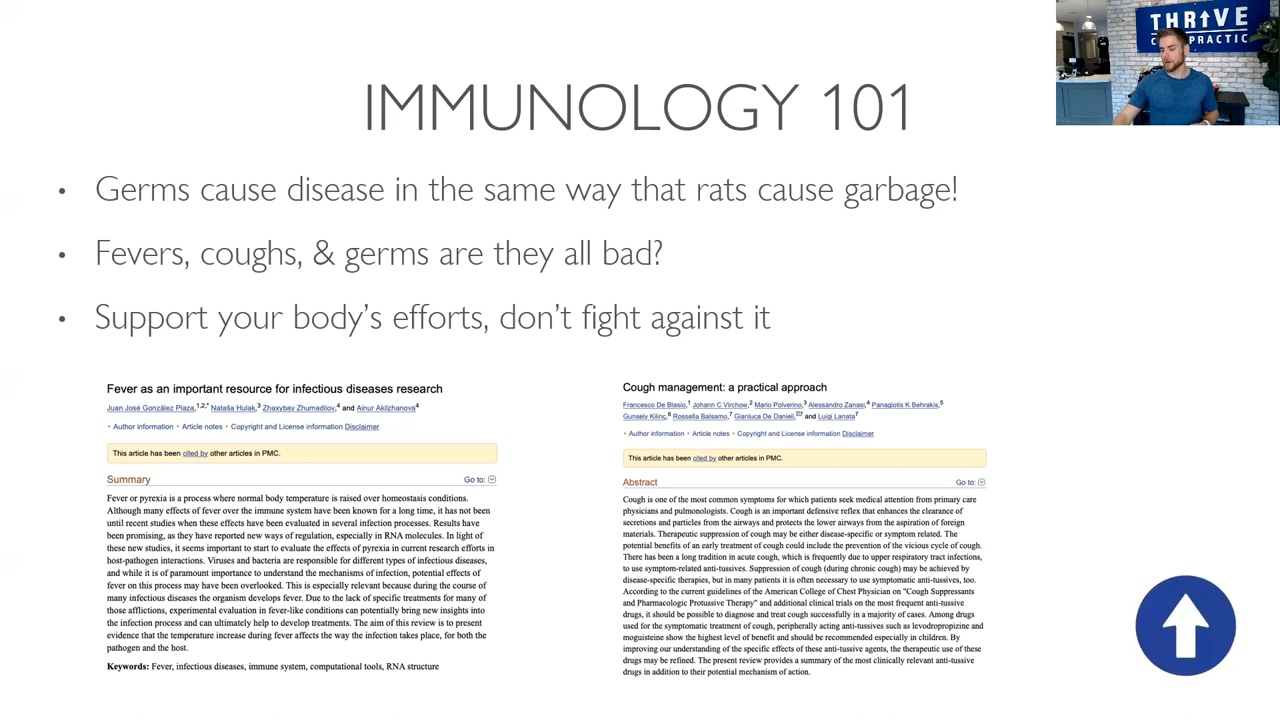 THRIVE
IMMUNOLOGY 101
• Germs cause disease in the same way that rats cause garbage!
• Fevers, coughs, & germs are they all bad?
• Support your body's efforts, don't fight against it
Fever as an important resource for infectious diseases research
Juan José González Plaza,1,2,* Nataša Hulak,3 Zhaxybay Zhumadilov,4 and Ainur Akilzhanova4
• Author information • Article notes • Copyright and License information Disclaimer
This article has been cited by other articles in PMC.
Summary Go to:
Fever or pyrexia is a process where normal body temperature is raised over homeostasis conditions.
Although many effects of fever over the immune system have been known for a long time, it has not been
until recent studies when these effects have been evaluated in several infection processes. Results have
been promising, as they have reported new ways of regulation, especially in RNA molecules. In light of
these new studies, it seems important to start to evaluate the effects of pyrexia in current research efforts in
host-pathogen interactions. Viruses and bacteria are responsible for different types of infectious diseases,
and while it is of paramount importance to understand the mechanisms of infection, potential effects of
fever on this process may have been overlooked. This is especially relevant because during the course of
many infectious diseases the organism develops fever. Due to the lack of specific treatments for many of
those afflictions, experimental evaluation in fever-like conditions can potentially bring new insights into
the infection process and can ultimately help to develop treatments. The aim of this review is to present
evidence that the temperature increase during fever affects the way the infection takes place, for both the
pathogen and the host.
Keywords: Fever, infectious diseases, immune system, computational tools, RNA structure
Cough management: a practical approach
Francesco De Blasio,1 Johann C Virchow,2 Mario Polverino,3 Alessandro Zanasi,4 Panagiotis K Behrakis,5
Gunsely Kilinç,6 Rossella Balsamo,7 Gianluca De Danieli,7 and Luigi Lanata7
• Author information • Article notes • Copyright and License information Disclaimer
This article has been cited by other articles in PMC.
Abstract Go to:
Cough is one of the most common symptoms for which patients seek medical attention from primary care
physicians and pulmonologists. Cough is an important defensive reflex that enhances the clearance of
secretions and particles from the airways and protects the lower airways from the aspiration of foreign
materials. Therapeutic suppression of cough may be either disease-specific or symptom related. The
potential benefits of an early treatment of cough could include the prevention of the vicious cycle of cough.
There has been a long tradition in acute cough, which is frequently due to upper respiratory tract infections,
to use symptom-related anti-tussives. Suppression of cough (during chronic cough) may be achieved by
disease-specific therapies, but in many patients it is often necessary to use symptomatic anti-tussives, too.
According to the current guidelines of the American College of Chest Physician on "Cough Suppressants
and Pharmacologic Protussive Therapy" and additional clinical trials on the most frequent anti-tussive
drugs, it should be possible to diagnose and treat cough successfully in a majority of cases. Among drugs
used for the symptomatic treatment of cough, peripherally acting anti-tussives such as levodropropizine and
moguisteine show the highest level of benefit and should be recommended especially in children. By
improving our understanding of the specific effects of these anti-tussive agents, the therapeutic use of these
drugs may be refined. The present review provides a summary of the most clinically relevant anti-tussive
drugs in addition to their potential mechanism of action.